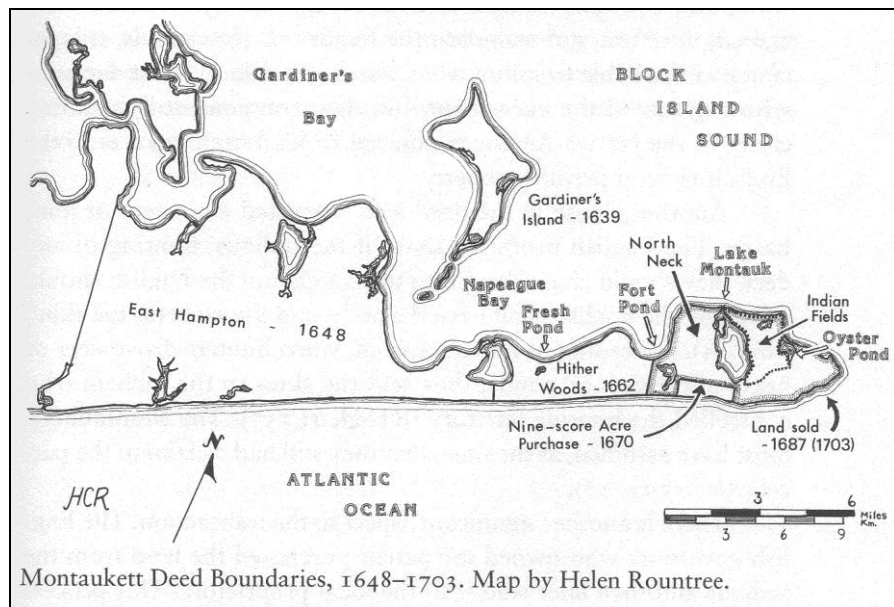 Gardiner's
Bay
BLOCK
ISLAND
SOUND
Gardiner's
Island - 1639
North
Neck
Lake
Montauk
Napeague
Bay
Fresh
Pond
Fort
Pond
Indian
Fields
Oyster
Pond
East Hampton - 1648
Hither
Woods - 1662
Nine-score Acre
Purchase - 1670
Land sold
-1687 (1703)
N
ATLANTIC
OCEAN
HCR
3 6 Miles
Km.
3 6 9
Montaukett Deed Boundaries, 1648–1703. Map by Helen Rountree.